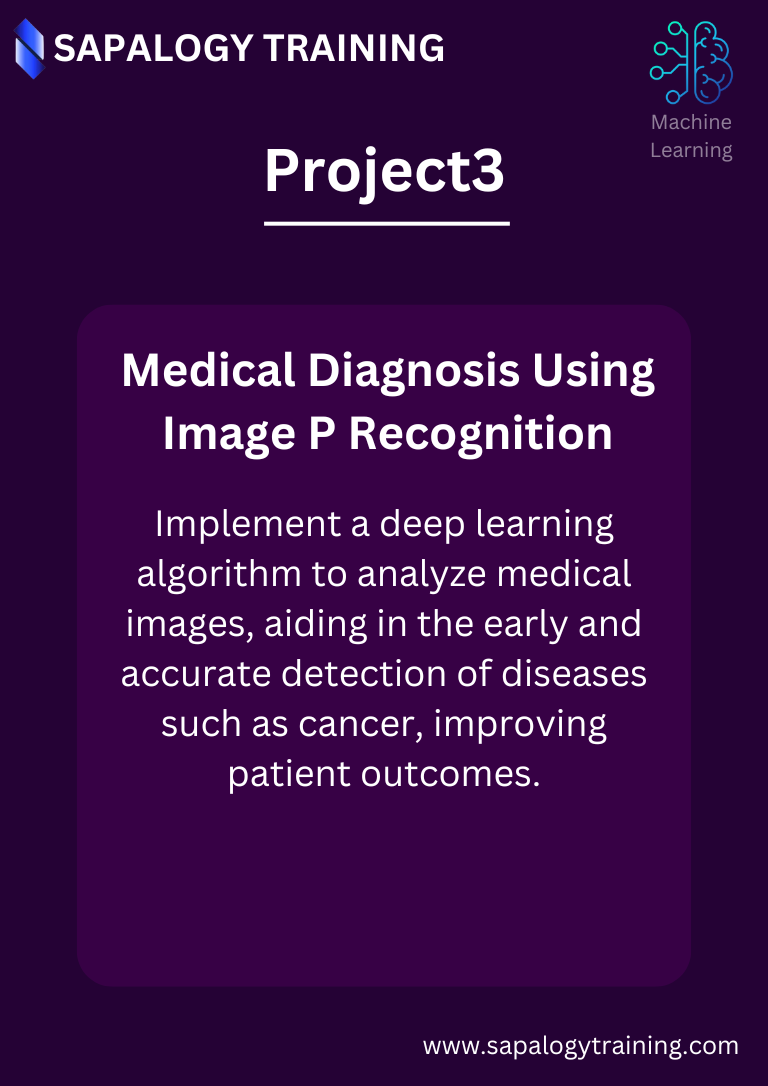 SAPALOGY TRAINING
Machine
Learning
Project3
Medical Diagnosis Using
Image P Recognition
Implement a deep learning
algorithm to analyze medical
images, aiding in the early and
accurate detection of diseases
such as cancer, improving
patient outcomes.
www.sapalogytraining.com